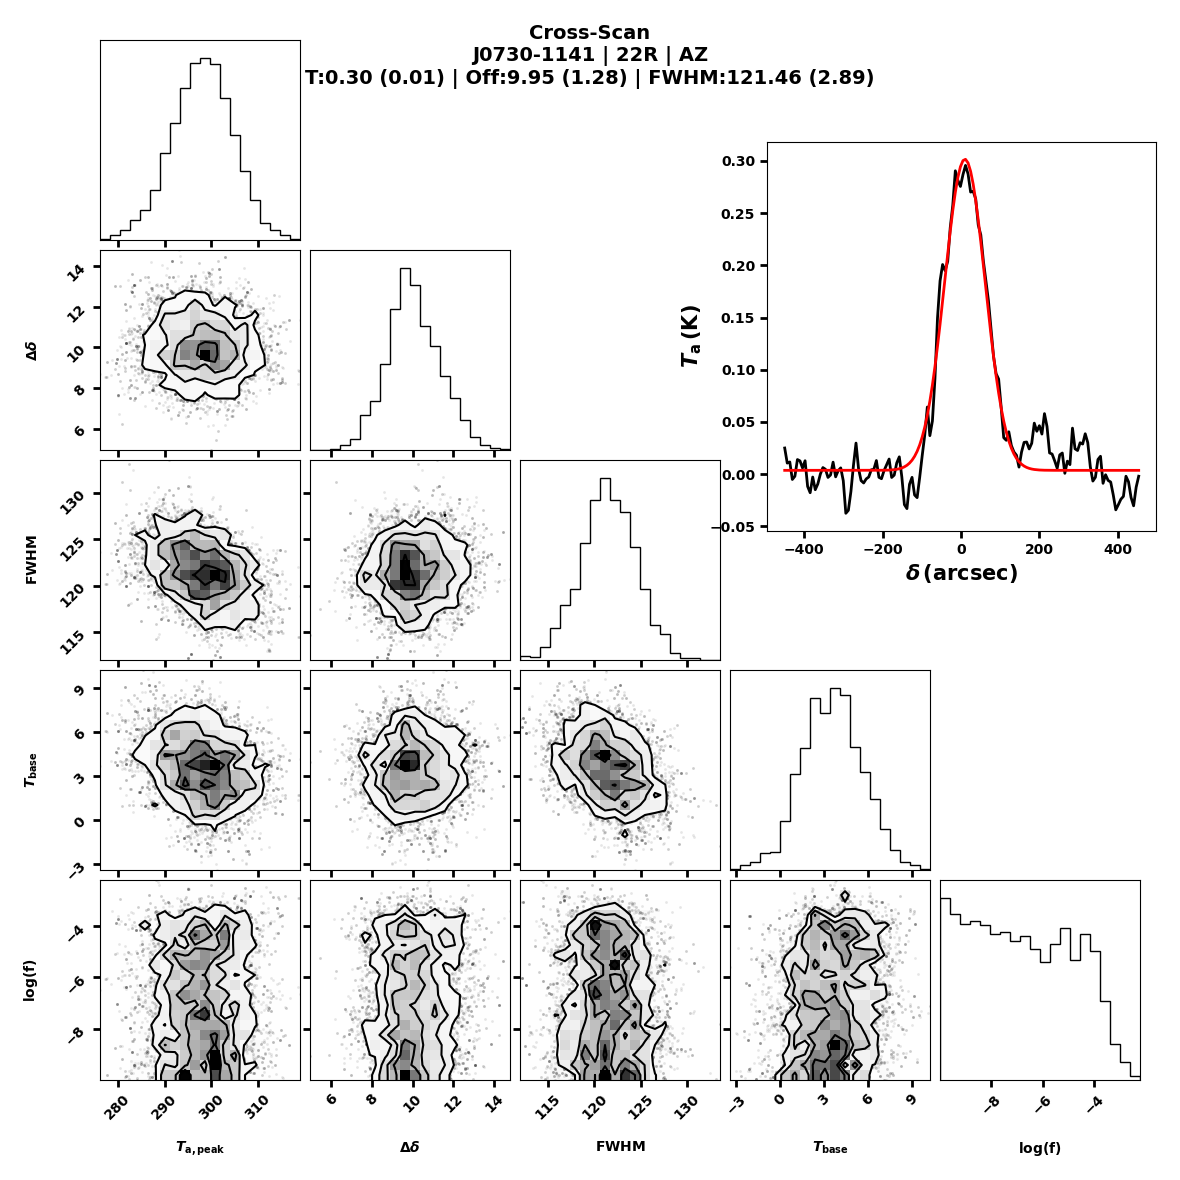 Cross-Scan
J0730-1141 | 22R | AZ
T:0.30 (0.01) | Off:9.95 (1.28) | FWHM:121.46 (2.89)
0.30
0.25
0.20
0.15
0.10
0.05
0.00
−0.05
Ta (K)
−400 −200 0 200 400
δ (arcsec)
14
12
10
8
6
Δδ
130
125
120
115
FWHM
9
6
3
0
−3
Tbase
−4
−6
−8
log(f)
280 290 300 310
6 8 10 12 14
115 120 125 130
−3 0 3 6 9
−8 −6 −4
Ta,peak
Δδ
FWHM
Tbase
log(f)